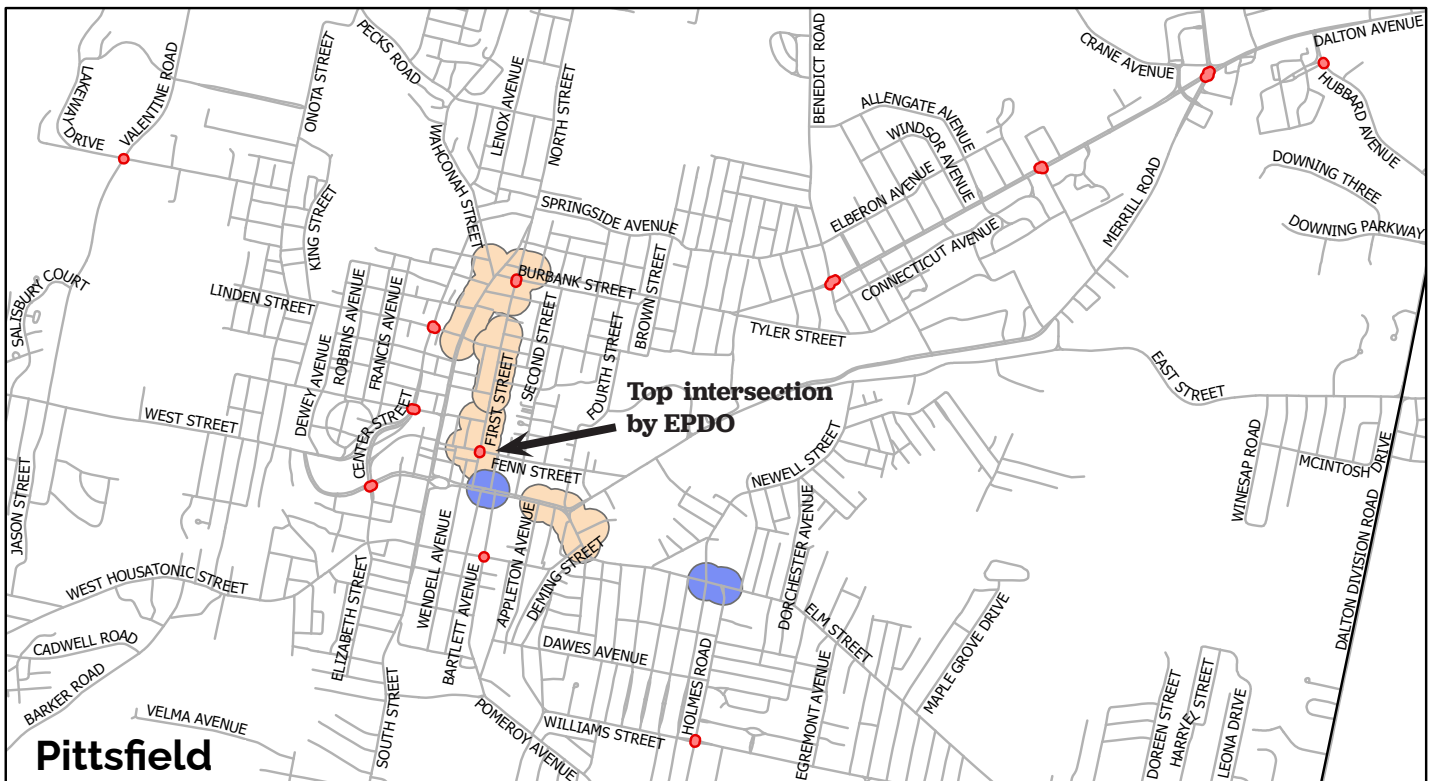 PECKS ROAD
ONOTA STREET
LAKEWAY
DRIVE
VALENTINE ROAD
LENOX AVENUE
NORTH STREET
WAHCONAH STREET
BENEDICT ROAD
CRANE AVENUE
DALTON AVENUE
HUBBARD AVENUE
ALLENGATE AVENUE
WINDSOR AVENUE
ELBERON AVENUE
DOWNING THREE
DOWNING PARKWAY
MERRILL ROAD
CONNECTICUT AVENUE
SPRINGSIDE AVENUE
KING STREET
SALISBURY COURT
LINDEN STREET
ROBBINS AVENUE
FRANCIS AVENUE
BURBANK STREET
BROWN STREET
SECOND STREET
TYLER STREET
DEWEY AVENUE
FOURTH STREET
FIRST STREET
Top intersection
by EPDO
EAST STREET
WEST STREET
CENTER STREET
FENN STREET
NEWELL STREET
WINESAP ROAD
MCINTOSH DRIVE
JASON STREET
DALTON DIVISION ROAD
WEST HOUSATONIC STREET
ELIZABETH STREET
WENDELL AVENUE
BARTLETT AVENUE
APPLETON AVENUE
DEMING STREET
DORCHESTER AVENUE
ELM STREET
MAPLE GROVE DRIVE
CADWELL ROAD
BARKER ROAD
DAWES AVENUE
HOLMES ROAD
EGREMONT AVENUE
VELMA AVENUE
SOUTH STREET
POMEROY AVENUE
WILLIAMS STREET
DOREEN STREET
STREET
LEONA DRIVE
Pittsfield